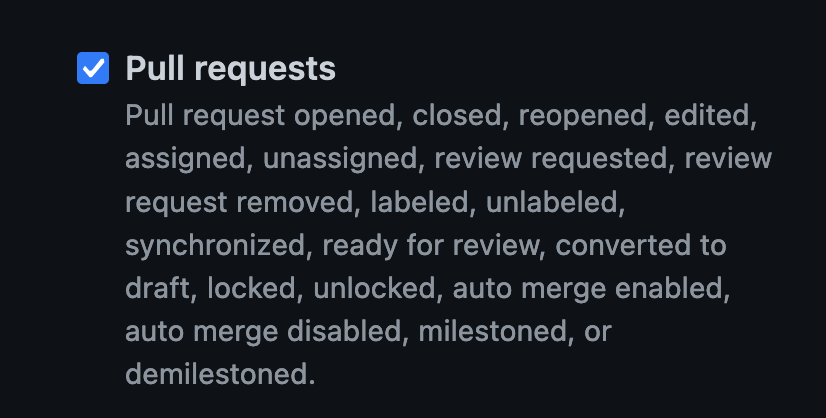 Pull requests
Pull request opened, closed, reopened, edited,
assigned, unassigned, review requested, review
request removed, labeled, unlabeled,
synchronized, ready for review, converted to
draft, locked, unlocked, auto merge enabled,
auto merge disabled, milestoned, or
demilestoned.